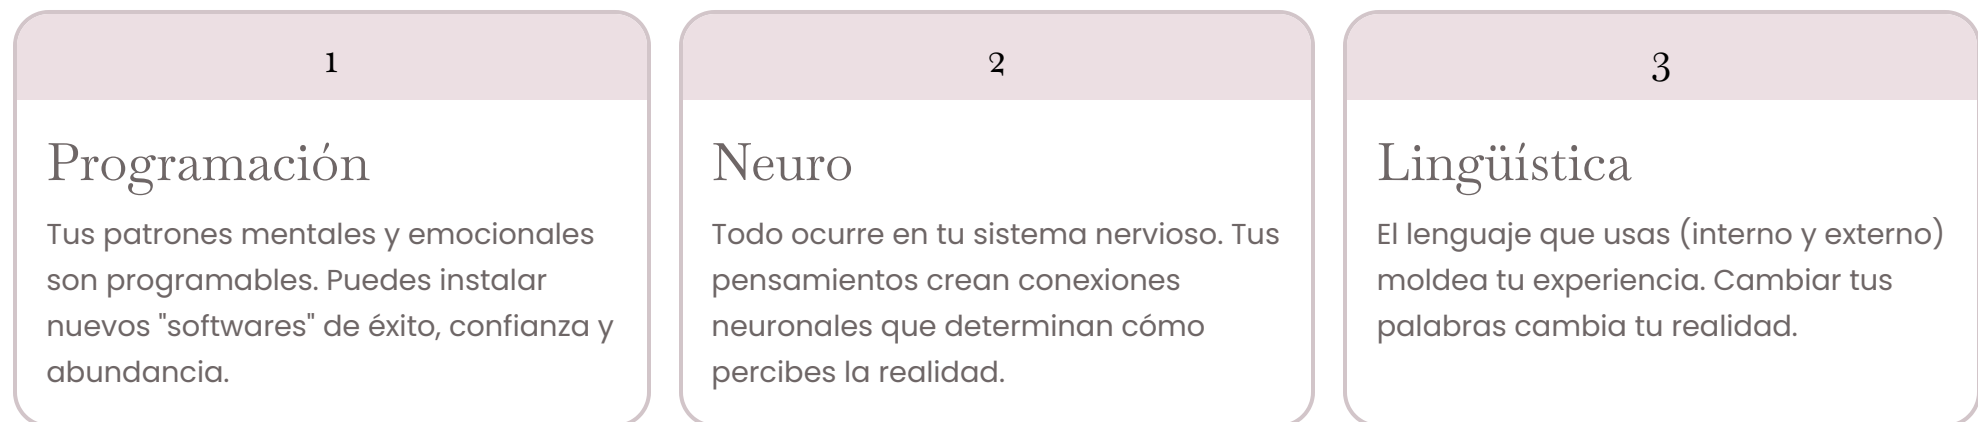 1
Programación
Tus patrones mentales y emocionales
son programables. Puedes instalar
nuevos "softwares" de éxito, confianza y
abundancia.
2
Neuro
Todo ocurre en tu sistema nervioso. Tus
pensamientos crean conexiones
neuronales que determinan cómo
percibes la realidad.
3
Lingüística
El lenguaje que usas (interno y externo)
moldea tu experiencia. Cambiar tus
palabras cambia tu realidad.